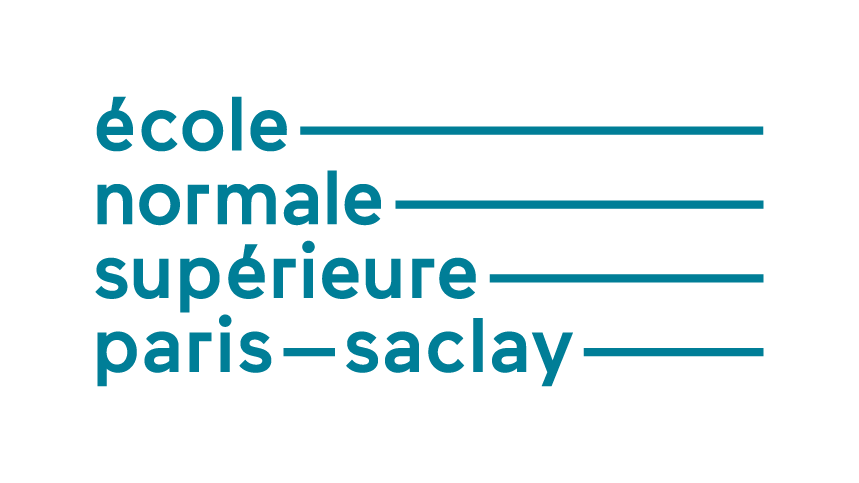 école
normale
supérieure
paris—saclay